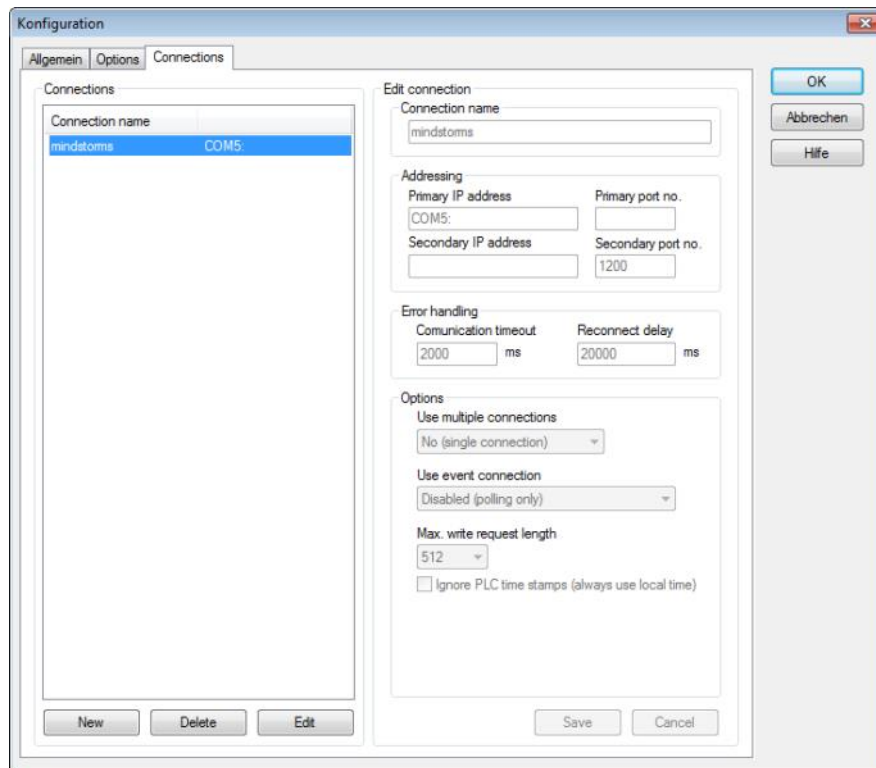 Konfiguration
Allgemein Options Connections
Connections
Connection name
mindstorms COM5:
New Delete Edit
Edit connection
Connection name
mindstorms
Addressing
Primary IP address Primary port no.
COM5:
Secondary IP address Secondary port no.
1200
Error handling
Comunication timeout Reconnect delay
2000 ms 20000 ms
Options
Use multiple connections
No (single connection)
Use event connection
Disabled (polling only)
Max. write request length
512
Ignore PLC time stamps (always use local time)
Save Cancel
OK
Abbrechen
Hilfe